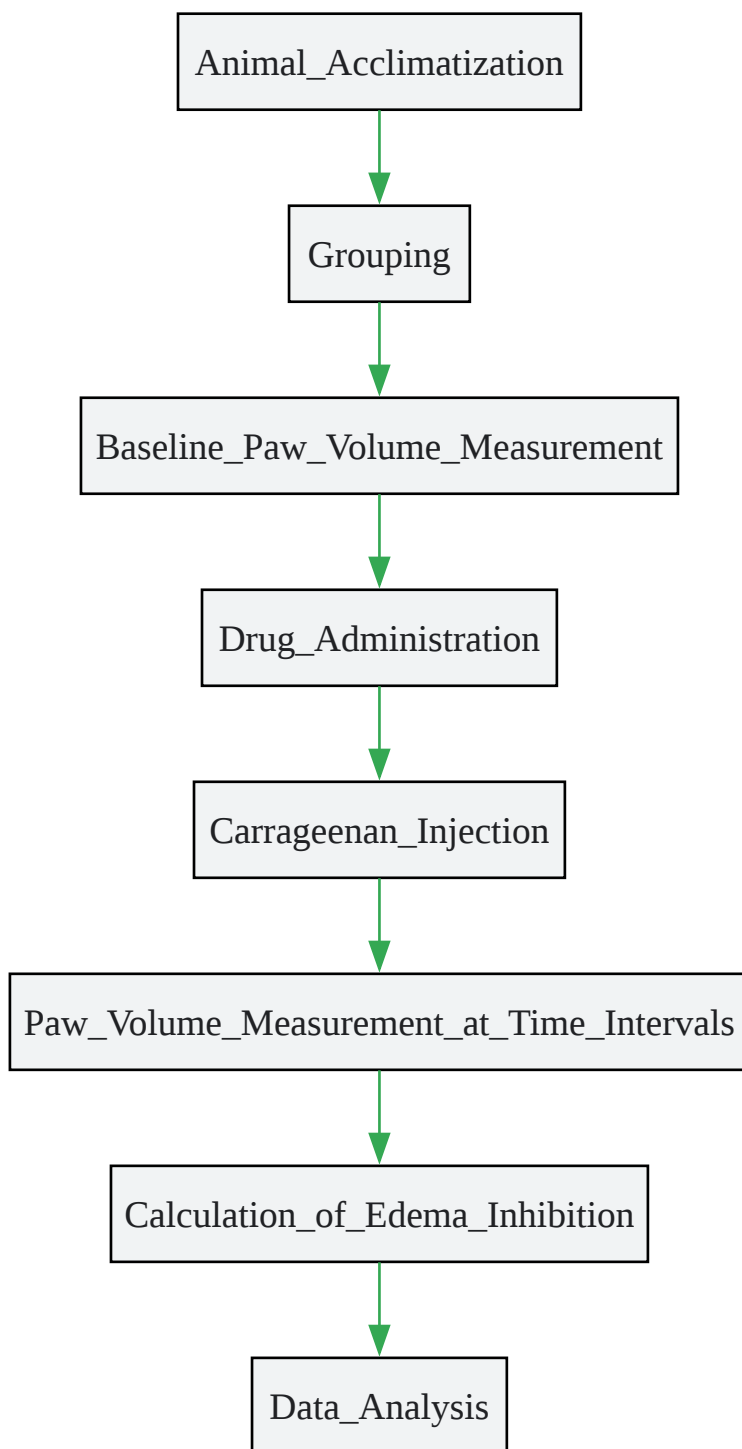 Animal_Acclimatization
Grouping
Baseline_Paw_Volume_Measurement
Drug_Administration
Carrageenan_Injection
Paw_Volume_Measurement_at_Time_Intervals
Calculation_of_Edema_Inhibition
Data_Analysis